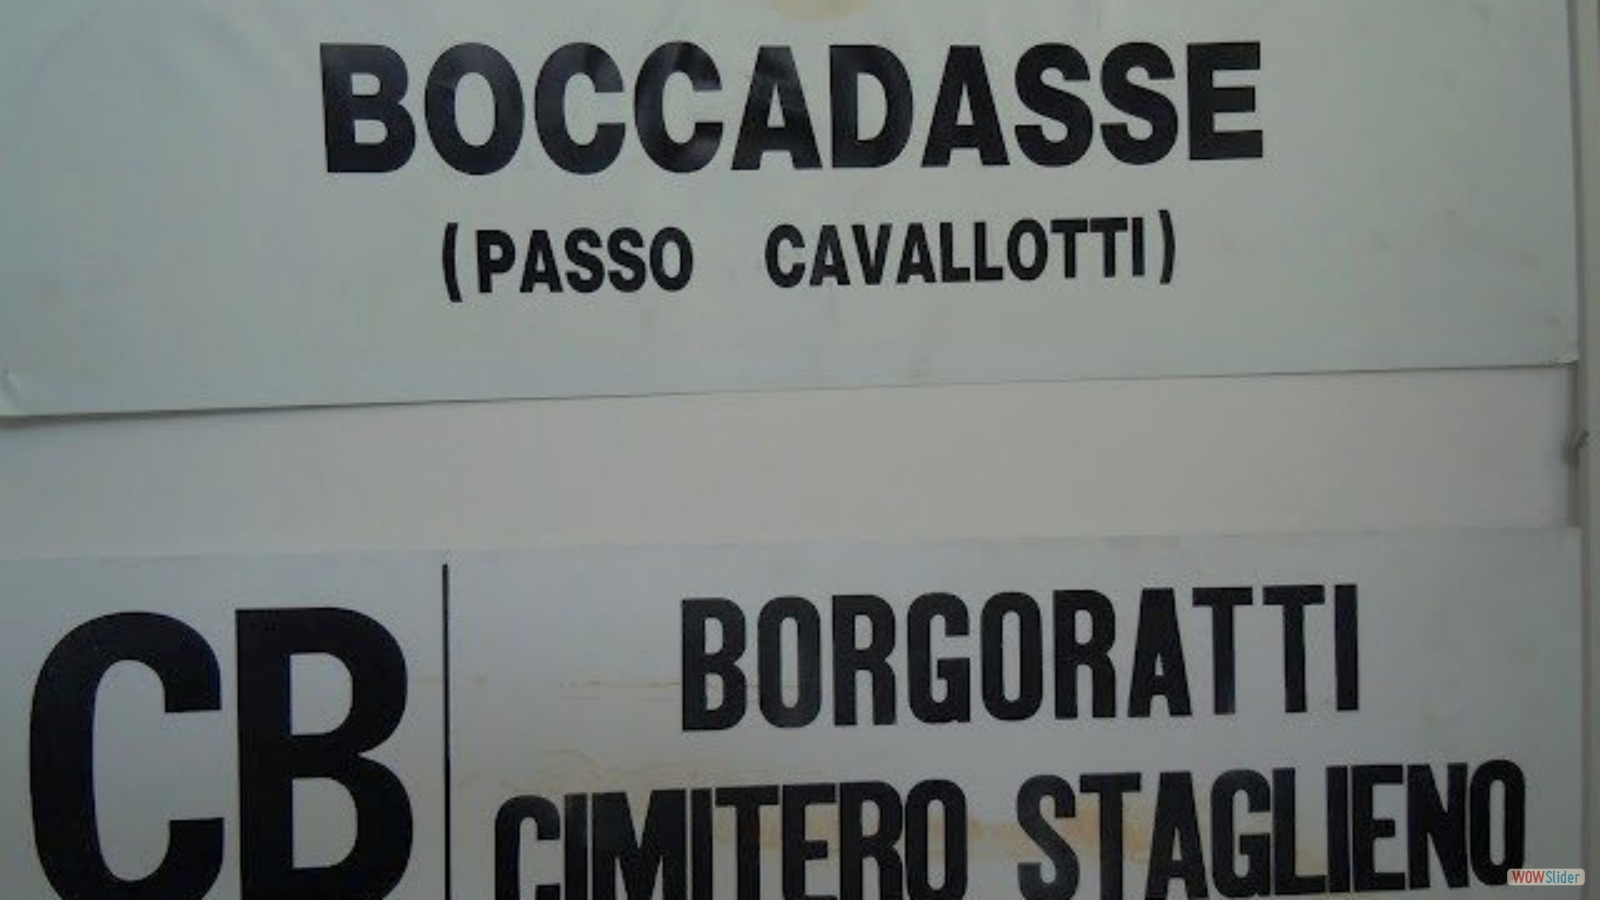 BOCCADASSE
(PASSO CAVALLOTTI)
CB
BORGORATTI
CIMITERO STAGLIENO
WOWSlider